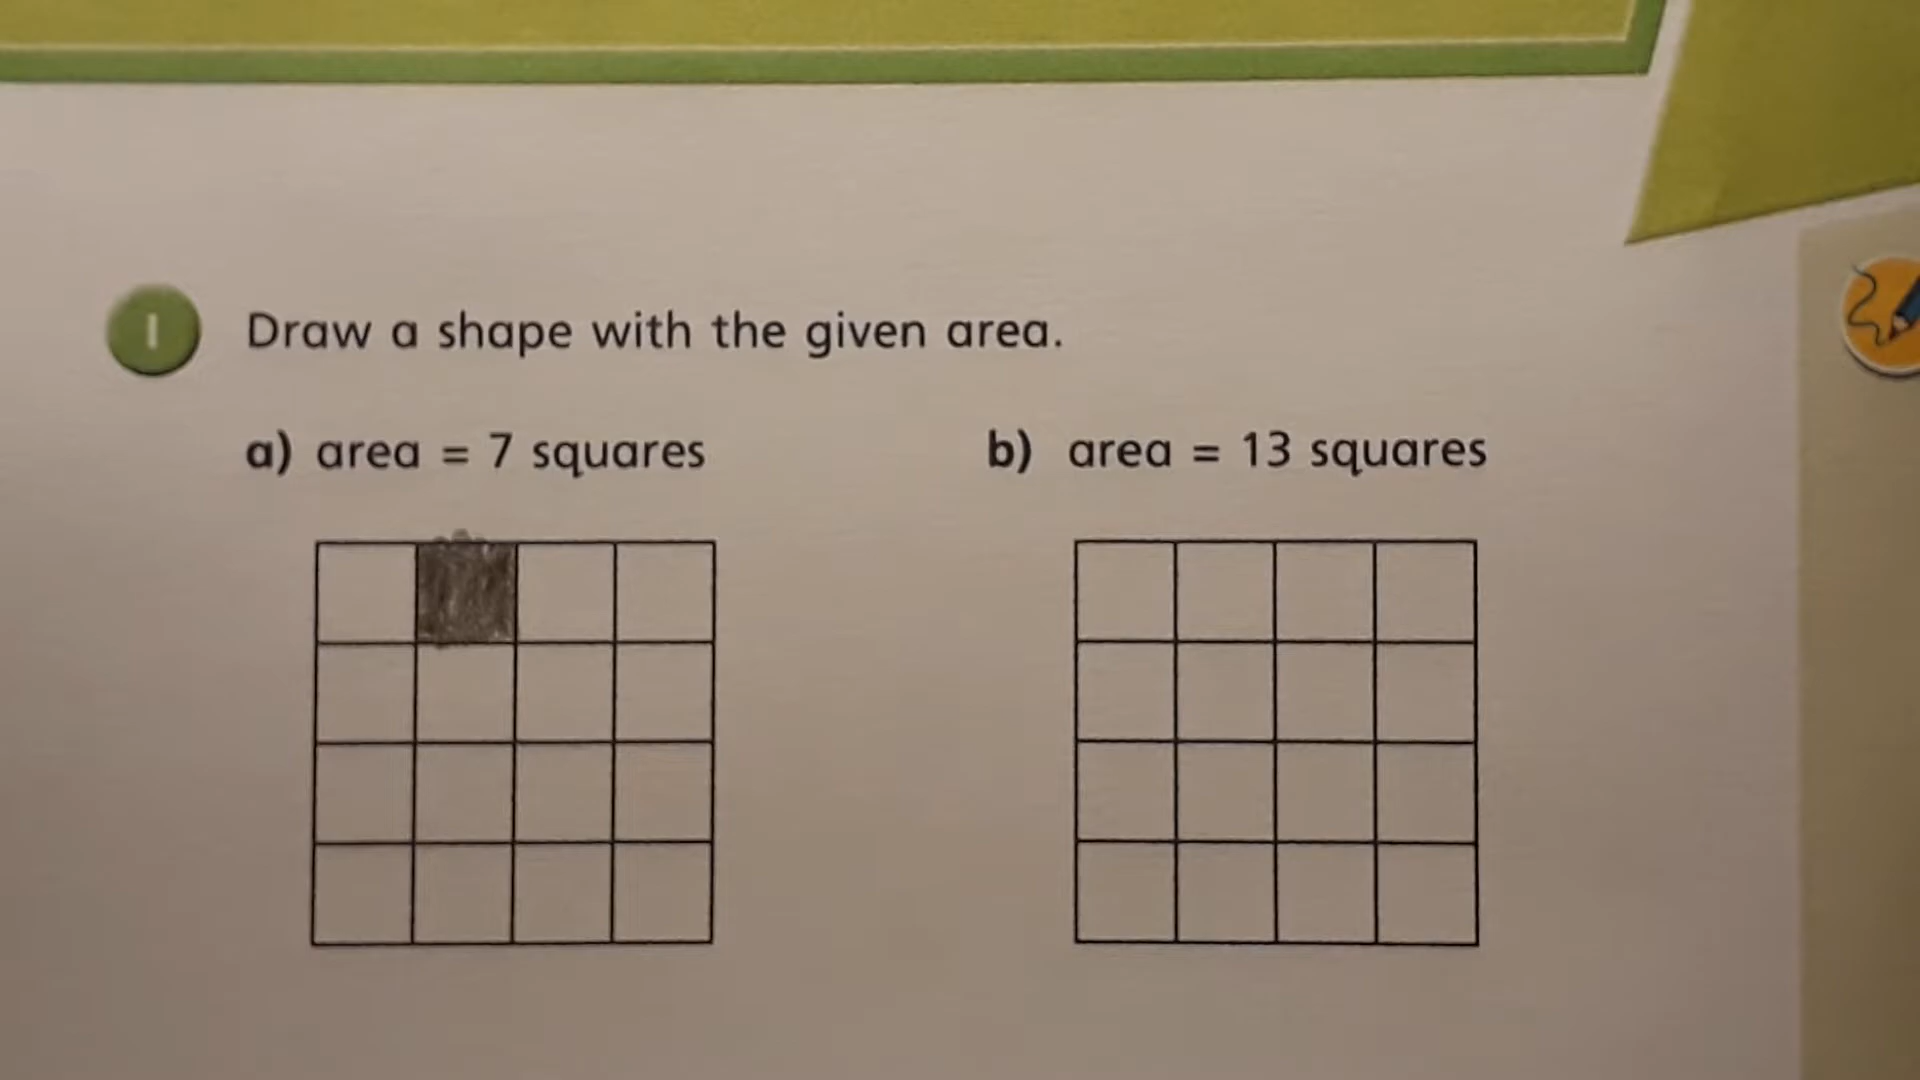 1 Draw a shape with the given area.
a) area = 7 squares
b) area = 13 squares